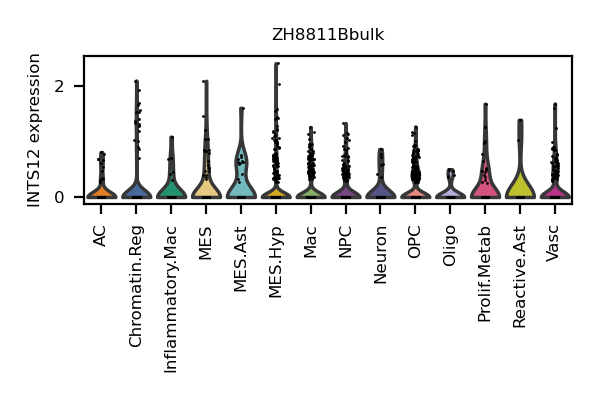 ZH8811Bbulk
INTS12 expression
2
0
AC
Chromatin.Reg
Inflammatory.Mac
MES
MES.Ast
MES.Hyp
Mac
NPC
Neuron
OPC
Oligo
Prolif.Metab
Reactive.Ast
Vasc